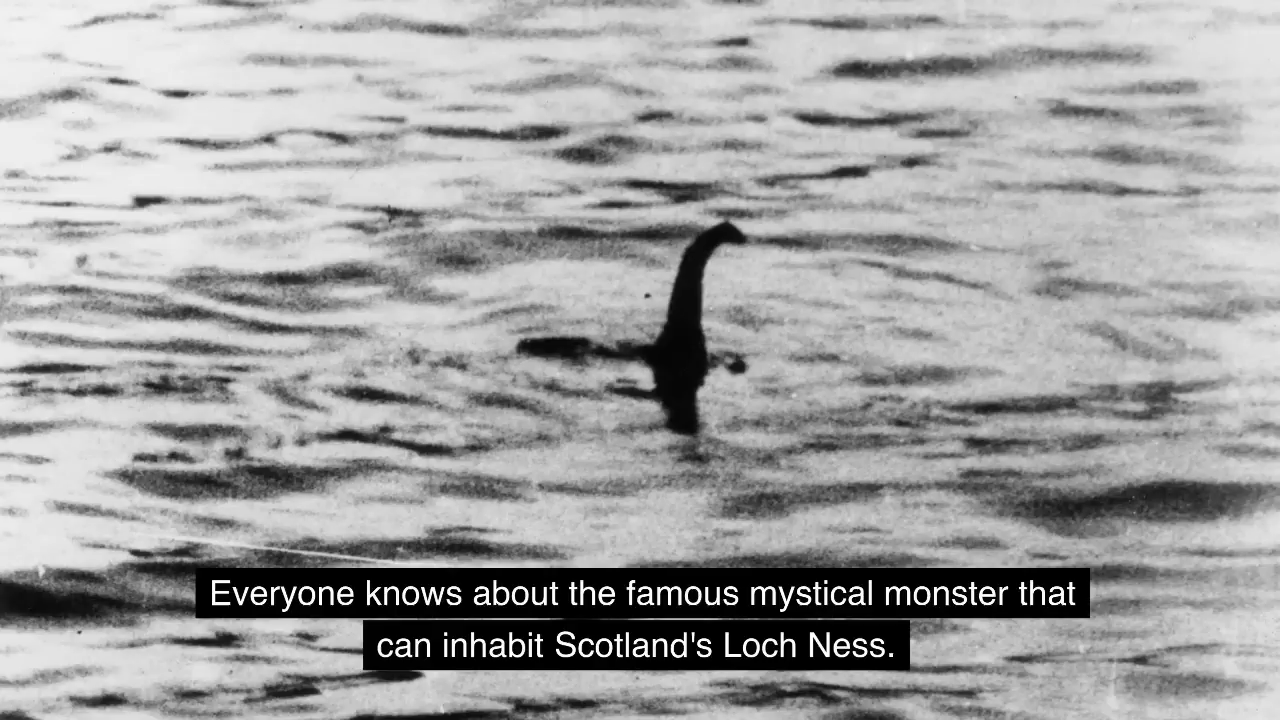 Everyone knows about the famous mystical monster that
can inhabit Scotland's Loch Ness.